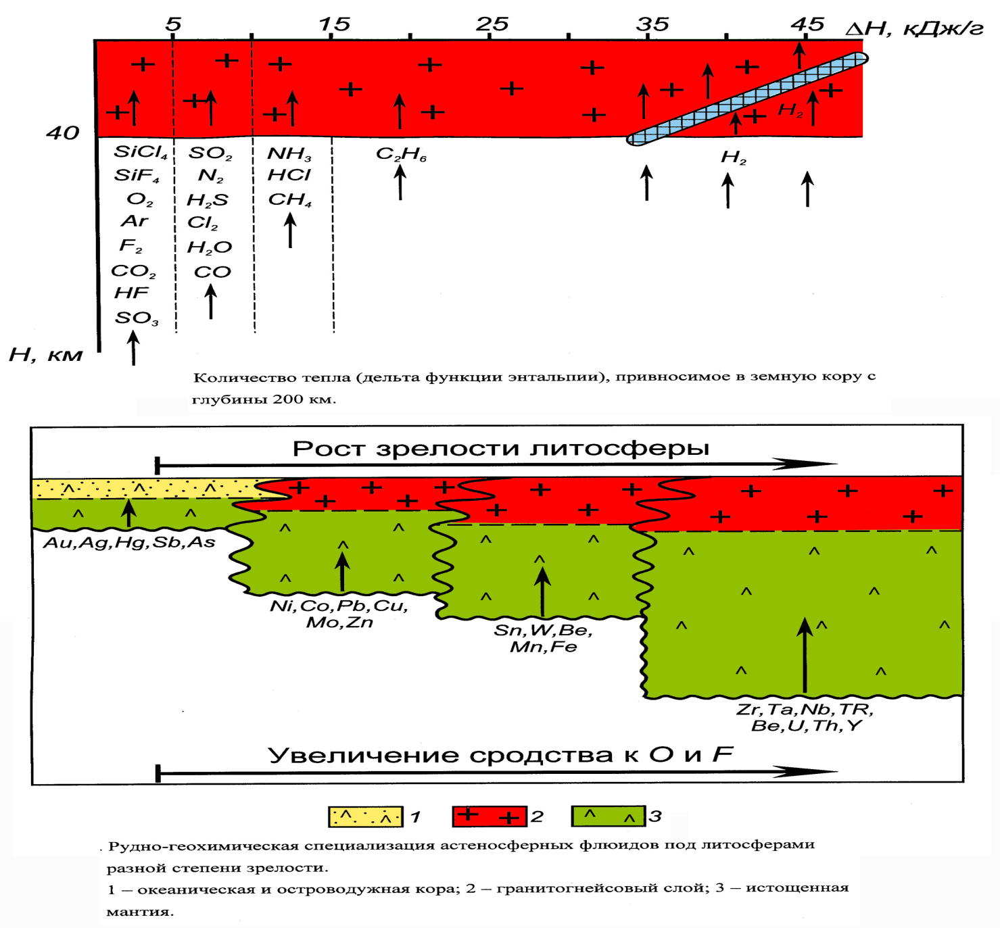 5 15 25 35 45 ΔH, кДж/г
H₂
40
SiCl₄ SO₂ NH₃ C₂H₆ H₂
SiF₄ N₂ HCl
O₂ H₂S CH₄
Ar Cl₂
F₂ H₂O
CO₂ CO
HF
SO₃
Н, км
Количество тепла (дельта функции энтальпии), привносимое в земную кору с
глубины 200 км.
Рост зрелости литосферы
Au,Ag,Hg,Sb,As
Ni,Co,Pb,Cu,
Mo,Zn
Sn,W,Be,
Mn,Fe
Zr,Ta,Nb,TR,
Be,U,Th,Y
Увеличение сродства к O и F
1 2 3
. Рудно-геохимическая специализация астеносферных флюидов под литосферами
разной степени зрелости.
1 – океаническая и островодужная кора; 2 – гранитогнейсовый слой; 3 – истощенная
мантия.